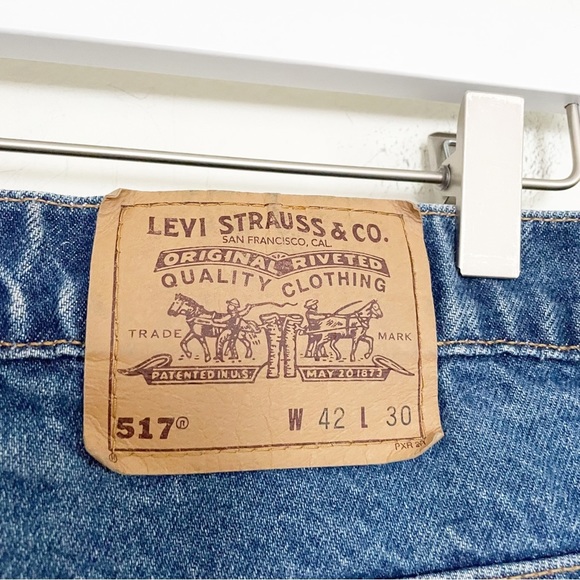 LEVI STRAUSS & CO.
SAN FRANCISCO, CAL.
ORIGINAL RIVETED
QUALITY CLOTHING
TRADE MARK
PATENTED IN U.S. MAY 20 1873
517® W 42 L 30